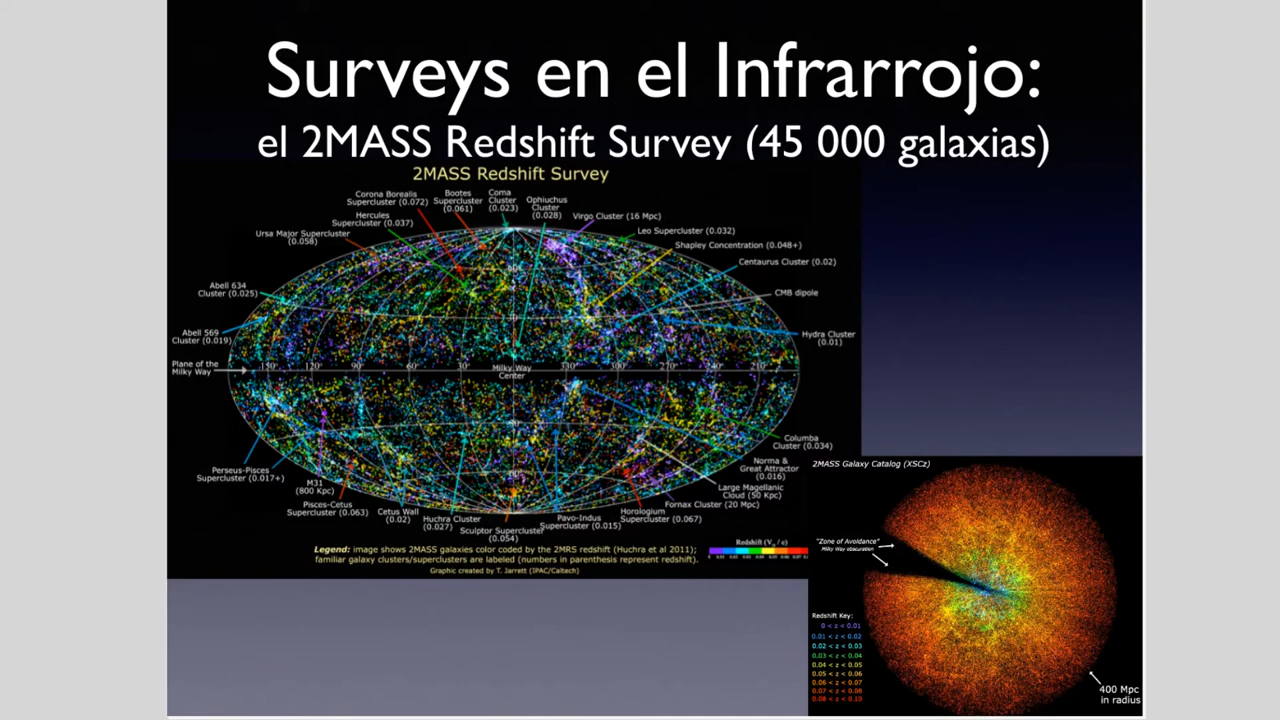 Surveys en el Infrarrojo:
el 2MASS Redshift Survey (45 000 galaxias)
2MASS Redshift Survey
Corona Borealis
Supercluster (0.072)
Bootes
Supercluster
(0.061)
Coma
Cluster
(0.023)
Ophiuchus
Cluster
(0.028)
Virgo Cluster (16 Mpc)
Hercules
Supercluster (0.037)
Leo Supercluster (0.032)
Ursa Major Supercluster
(0.058)
Shapley Concentration (0.048+)
Centaurus Cluster (0.02)
Abell 634
Cluster (0.025)
CMB dipole
Abell 569
Cluster (0.019)
Hydra Cluster
(0.01)
Plane of the
Milky Way
150°
120°
90°
60°
30°
Milky Way
Center
330°
300°
270°
240°
210°
Columba
Cluster (0.034)
Perseus-Pisces
Supercluster (0.017+)
Norma &
Great Attractor
(0.016)
M31
(800 Kpc)
Large Magellanic
Cloud (50 Kpc)
Pisces-Cetus
Supercluster (0.063)
Cetus Wall
(0.02)
Huchra Cluster
(0.027)
Sculptor Supercluster
(0.054)
Pavo-Indus
Supercluster (0.015)
Horologium
Supercluster (0.067)
Fornax Cluster (20 Mpc)
Legend: image shows 2MASS galaxies color coded by the 2MRS redshift (Huchra et al 2011);
familiar galaxy clusters/superclusters are labeled (numbers in parenthesis represent redshift).
Graphic created by T. Jarrett (IPAC/Caltech)
2MASS Galaxy Catalog (XSCz)
"Zone of Avoidance"
Milky Way obscuration
Redshift Key:
0 < z < 0.01
0.01 < z < 0.02
0.02 < z < 0.03
0.03 < z < 0.04
0.04 < z < 0.05
0.05 < z < 0.06
0.06 < z < 0.07
0.07 < z < 0.08
0.08 < z < 0.10
400 Mpc
in radius